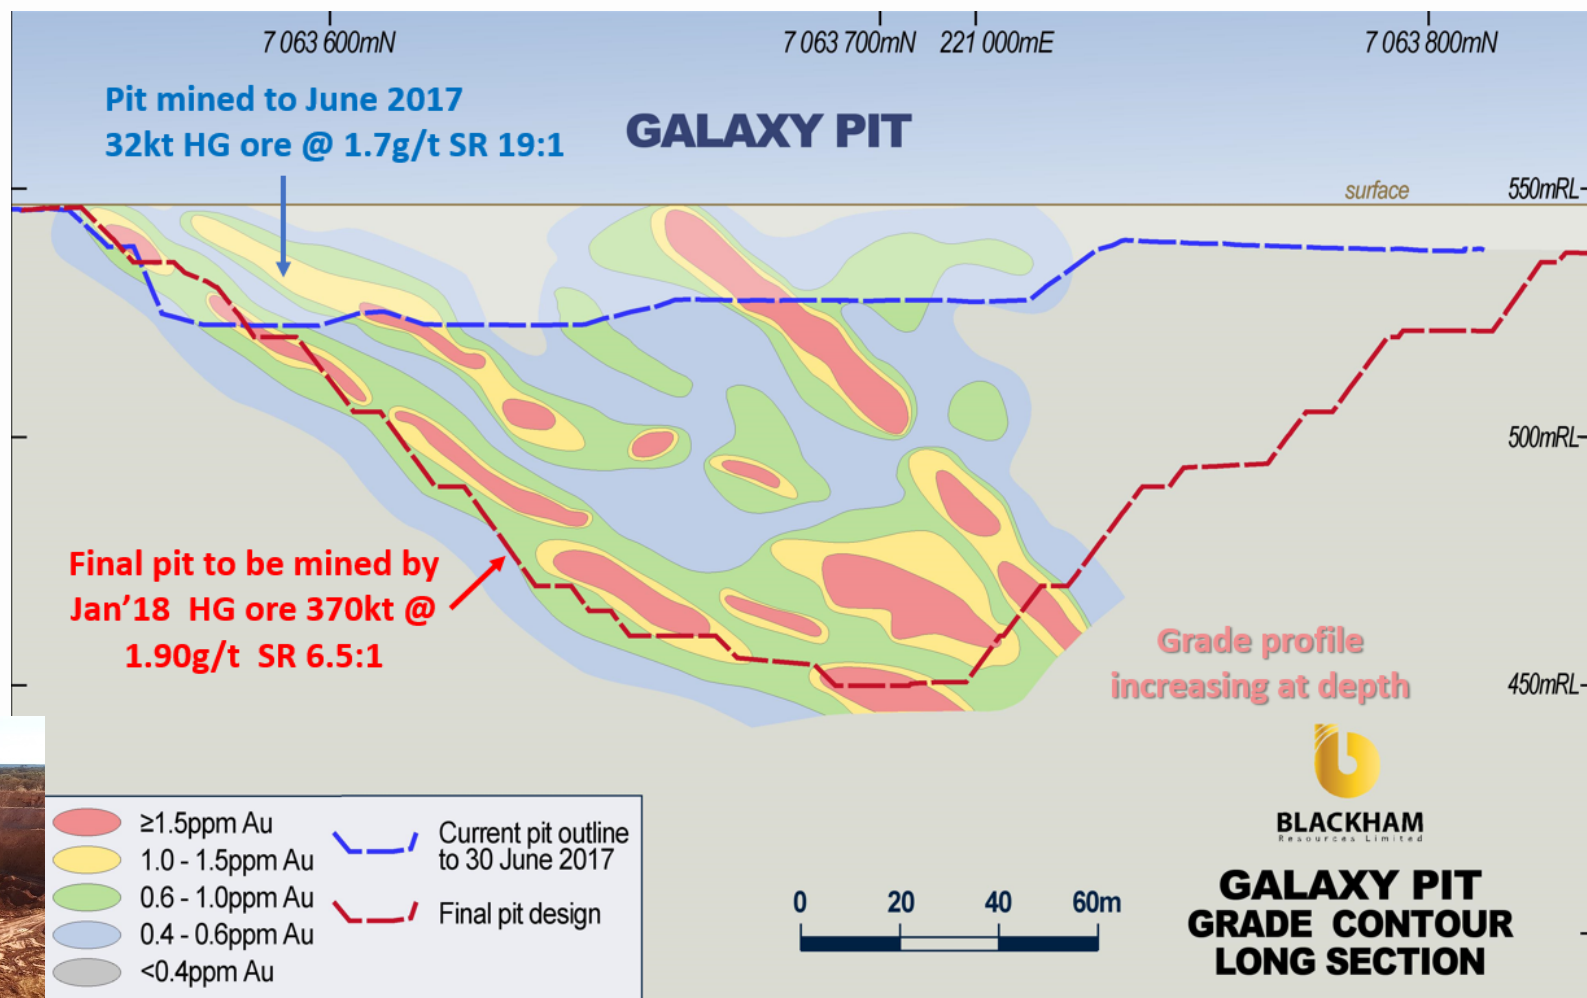 7 063 600mN
7 063 700mN
221 000mE
7 063 800mN
Pit mined to June 2017
32kt HG ore @ 1.7g/t SR 19:1
GALAXY PIT
surface
550mRL
500mRL
Final pit to be mined by
Jan'18 HG ore 370kt @
1.90g/t SR 6.5:1
Grade profile
increasing at depth
450mRL
≥1.5ppm Au
1.0 - 1.5ppm Au
0.6 - 1.0ppm Au
0.4 - 0.6ppm Au
<0.4ppm Au
Current pit outline
to 30 June 2017
Final pit design
0 20 40 60m
BLACKHAM
Resources Limited
GALAXY PIT
GRADE CONTOUR
LONG SECTION